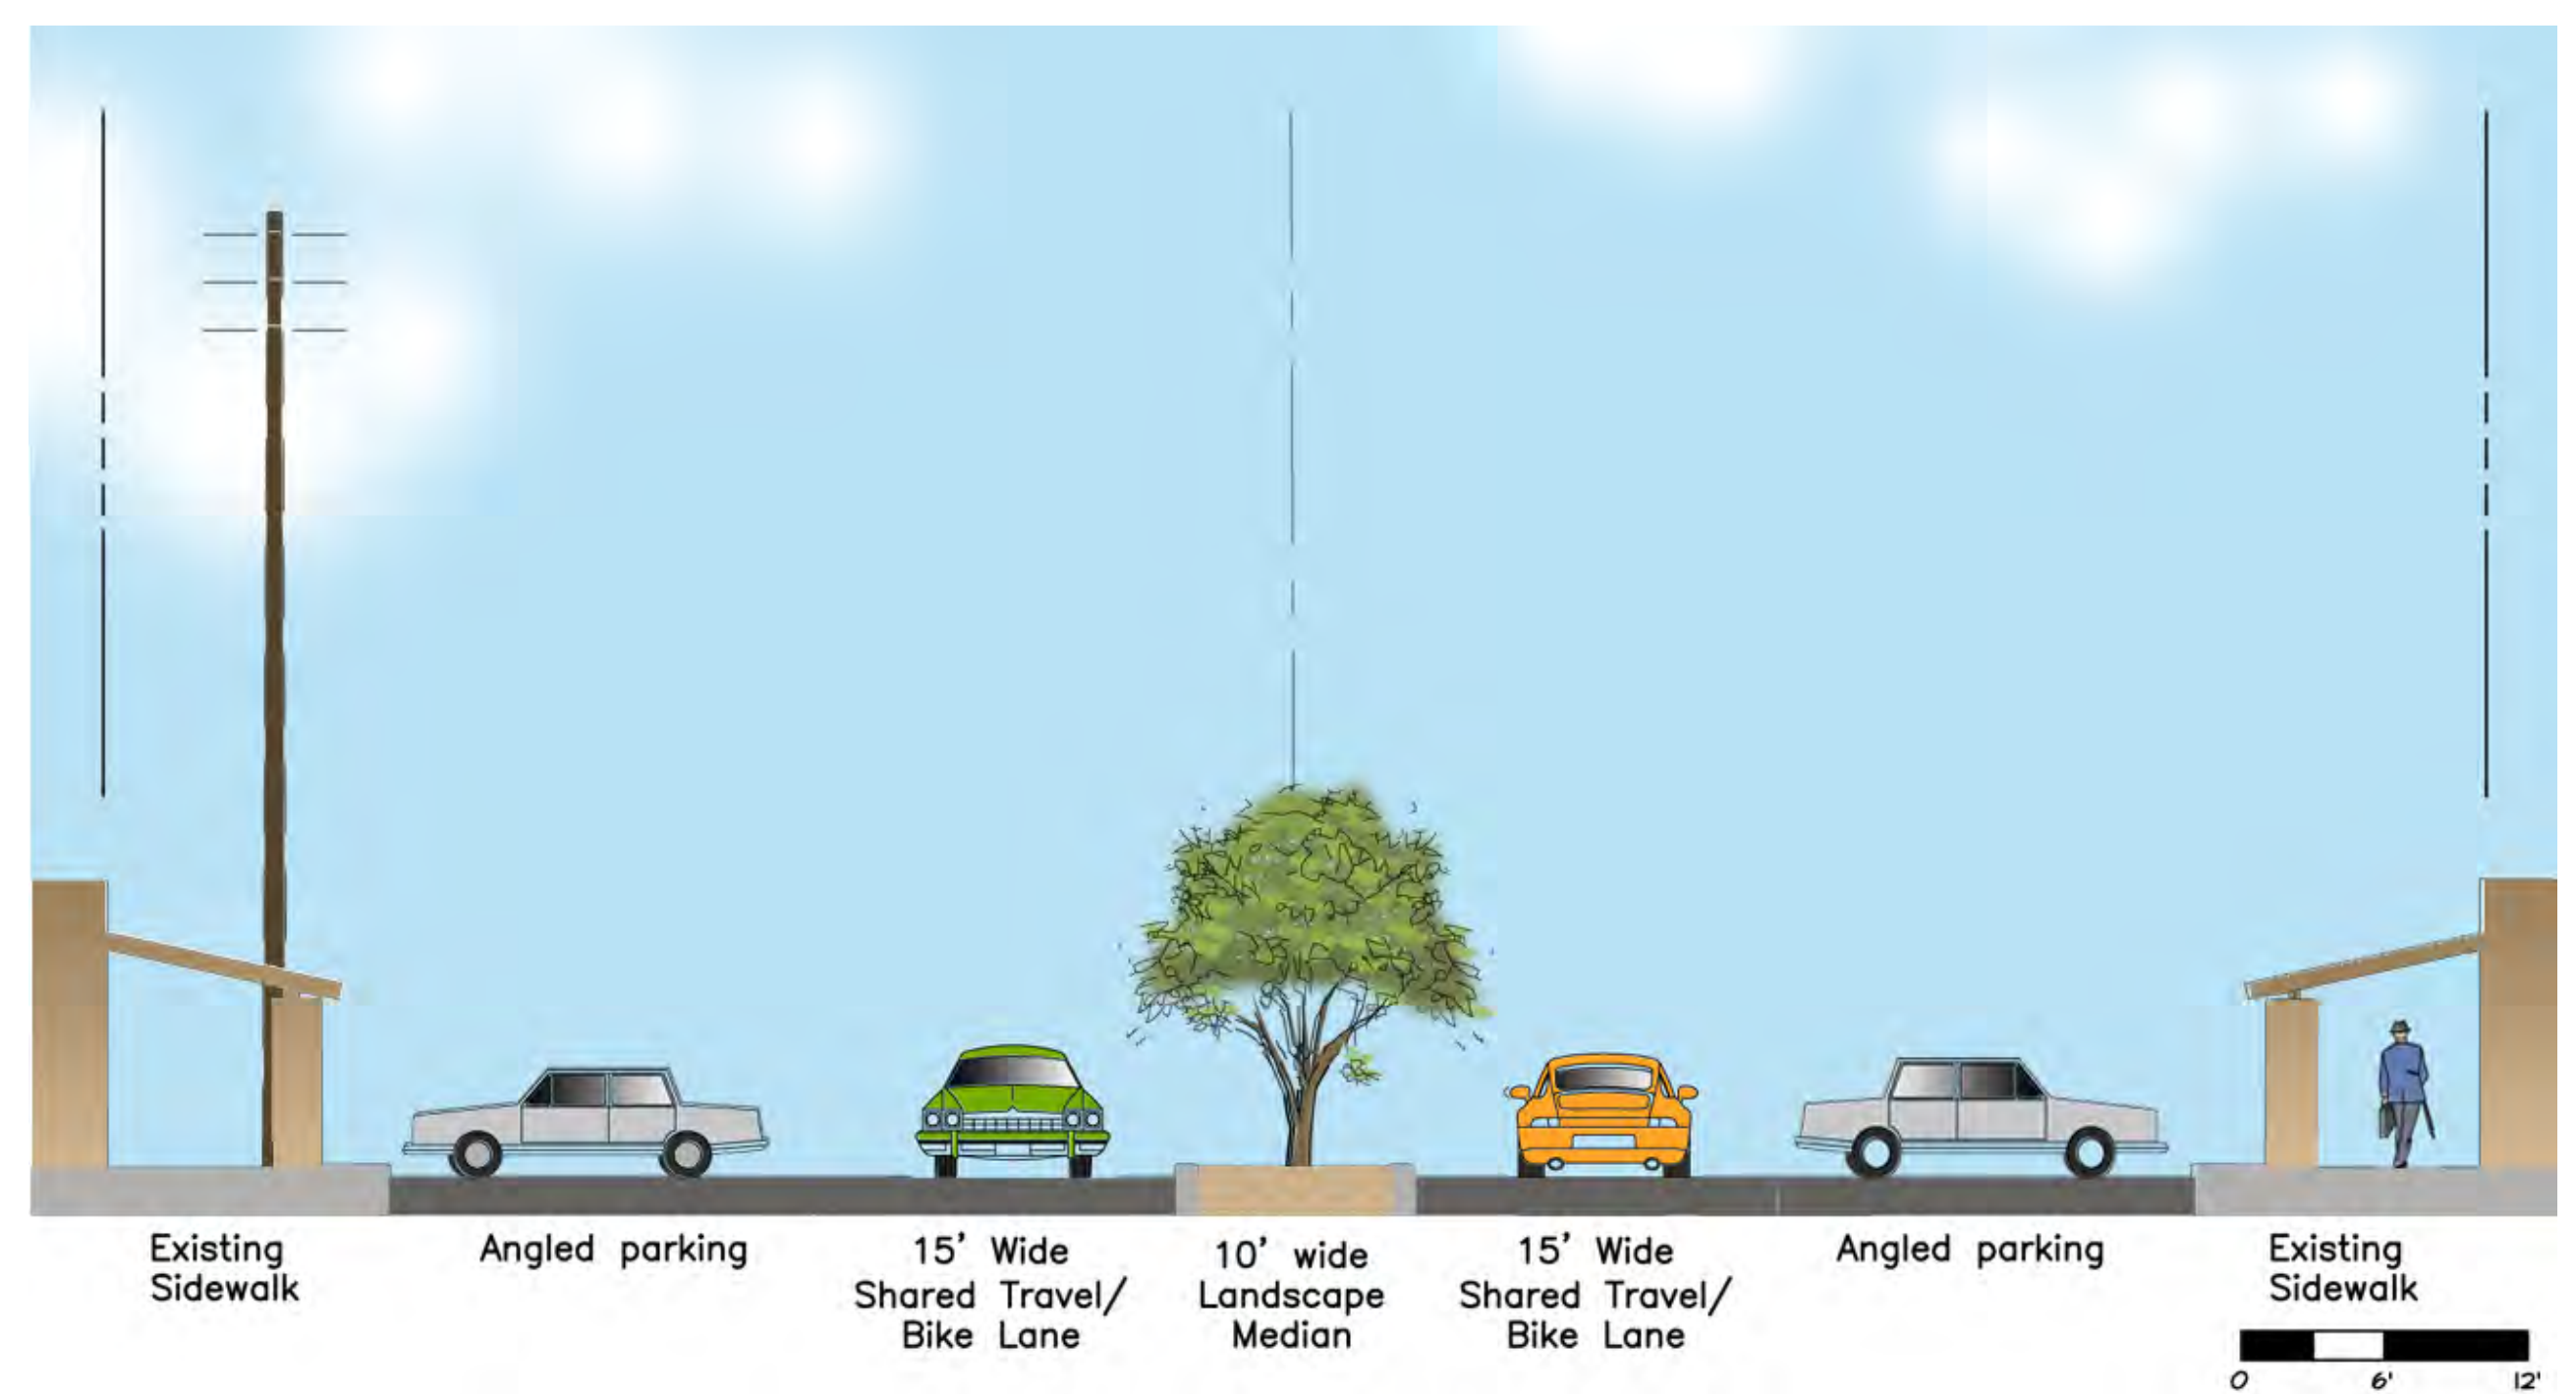 Existing
Sidewalk
Angled parking
15' Wide
Shared Travel/
Bike Lane
10' wide
Landscape
Median
15' Wide
Shared Travel/
Bike Lane
Angled parking
Existing
Sidewalk
0 6' 12'